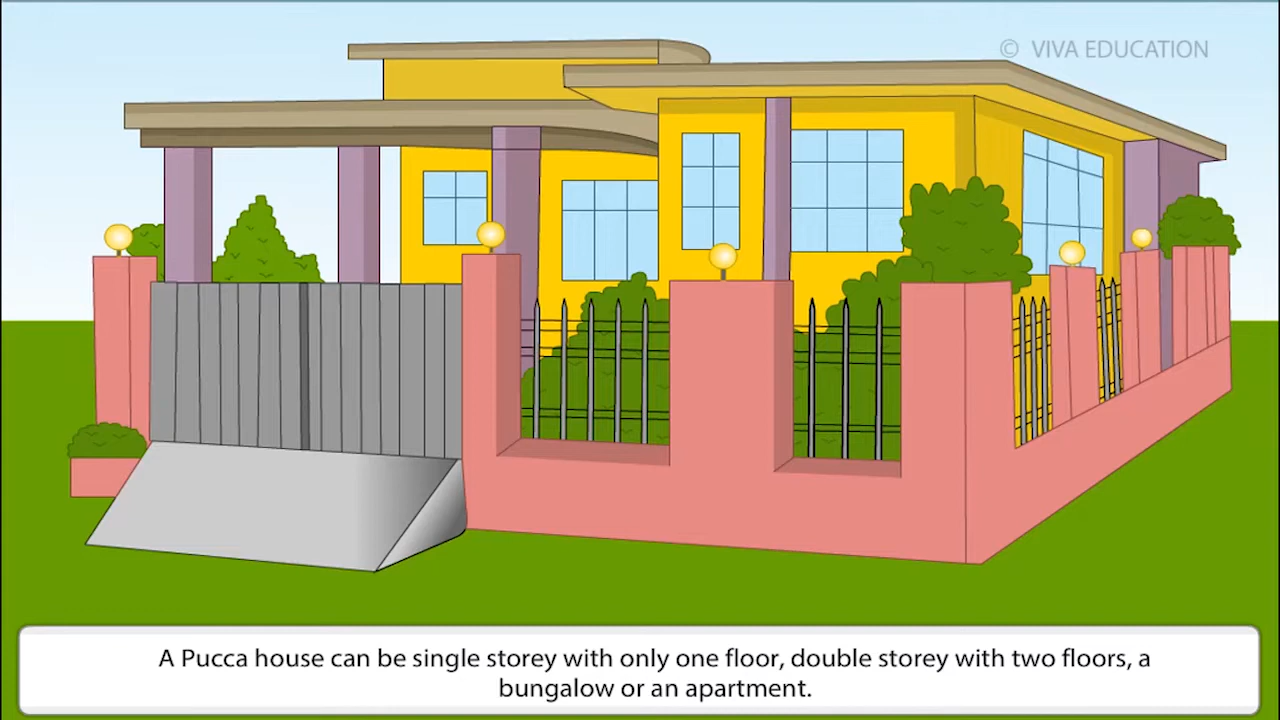 © VIVA EDUCATION
A Pucca house can be single storey with only one floor, double storey with two floors, a
bungalow or an apartment.